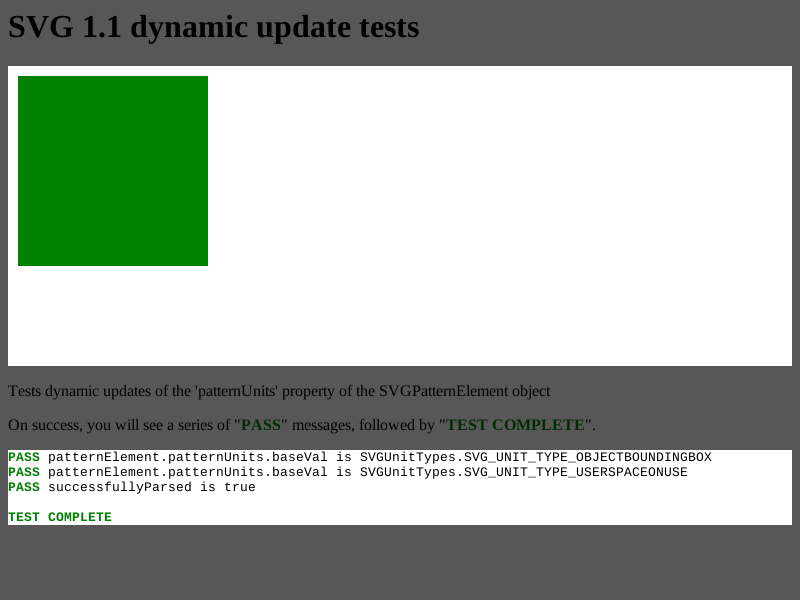 SVG 1.1 dynamic update tests
Tests dynamic updates of the 'patternUnits' property of the SVGPatternElement object
On success, you will see a series of "PASS" messages, followed by "TEST COMPLETE".
PASS patternElement.patternUnits.baseVal is SVGUnitTypes.SVG_UNIT_TYPE_OBJECTBOUNDINGBOX
PASS patternElement.patternUnits.baseVal is SVGUnitTypes.SVG_UNIT_TYPE_USERSPACEONUSE
PASS successfullyParsed is true
TEST COMPLETE